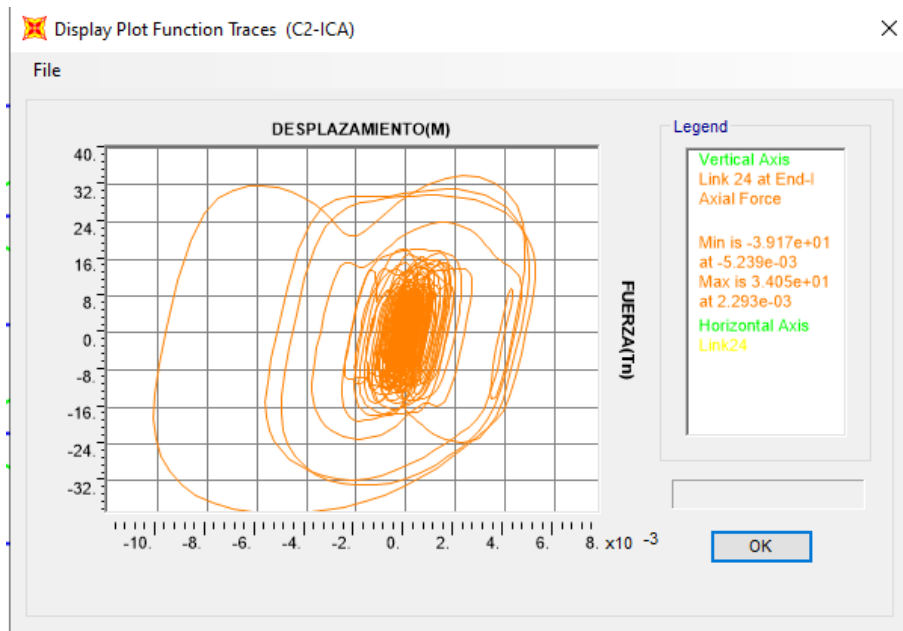 Display Plot Function Traces (C2-ICA)
File
DESPLAZAMIENTO(M)
40.
32.
24.
16.
8.
0.
-8.
-16.
-24.
-32.
-10. -8. -6. -4. -2. 0. 2. 4. 6. 8. x10 -3
FUERZA(Tn)
Legend
Vertical Axis
Link 24 at End-I
Axial Force
Min is -3.917e+01
at -5.239e-03
Max is 3.405e+01
at 2.293e-03
Horizontal Axis
Link24
OK